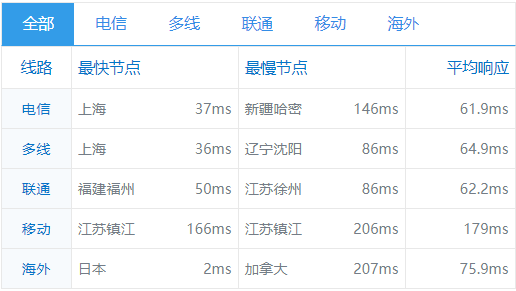 全部 电信 多线 联通 移动 海外
线路 最快节点 最慢节点 平均响应
电信 上海 37ms 新疆哈密 146ms 61.9ms
多线 上海 36ms 辽宁沈阳 86ms 64.9ms
联通 福建福州 50ms 江苏徐州 86ms 62.2ms
移动 江苏镇江 166ms 江苏镇江 206ms 179ms
海外 日本 2ms 加拿大 207ms 75.9ms